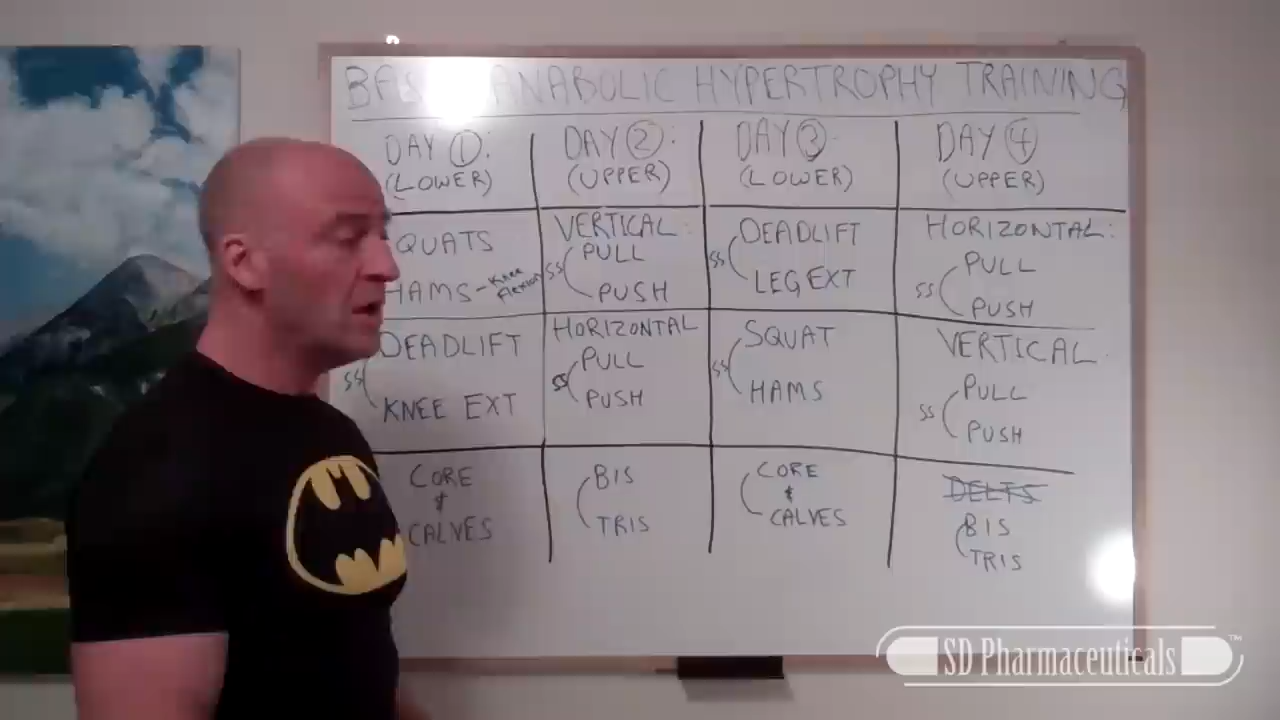 ANABOLIC HYPERTROPHY TRAINING
DAY ①:
(LOWER)
QUATS
HAMS - Knee
Flexion
SS
DEADLIFT
KNEE EXT
CORE
&
CALVES
DAY ②:
(UPPER)
VERTICAL:
SS
PULL
PUSH
HORIZONTAL
SS
PULL
PUSH
BIS
TRIS
DAY ③
(LOWER)
SS
DEADLIFT
LEG EXT
SS
SQUAT
HAMS
CORE
&
CALVES
DAY ④
(UPPER)
HORIZONTAL:
SS
PULL
PUSH
VERTICAL
SS
PULL
PUSH
DELTS
BIS
TRIS
SD Pharmaceuticals™